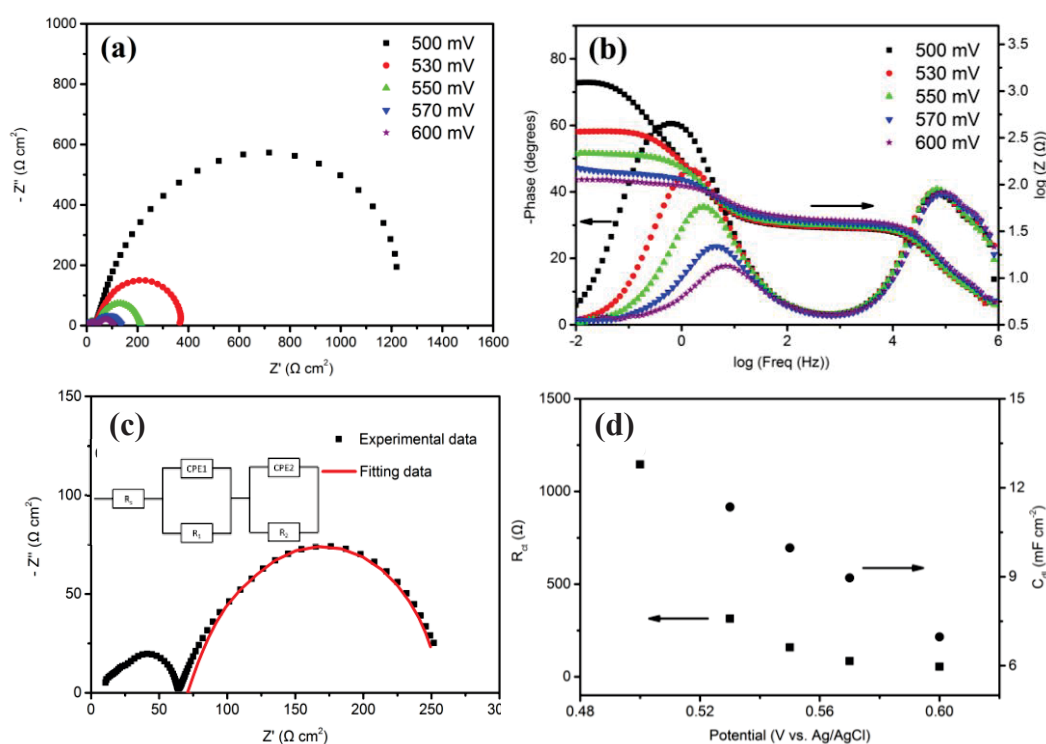 (a)
500 mV
530 mV
550 mV
570 mV
600 mV
1000
800
600
400
200
0
0 200 400 600 800 1000 1200 1400 1600
- Z'' (Ω cm²)
Z' (Ω cm²)
(b)
500 mV
530 mV
550 mV
570 mV
600 mV
80
60
40
20
0
-2 0 2 4 6
3.5
3.0
2.5
2.0
1.5
1.0
0.5
-Phase (degrees)
log (Z (Ω))
log (Freq (Hz))
(c)
Experimental data
Fitting data
CPE1
CPE2
Rs
R1
R2
150
100
50
0
0 50 100 150 200 250
- Z'' (Ω cm²)
Z' (Ω cm²)
(d)
1500
1000
500
0
0.48 0.52 0.56 0.60
15
12
9
6
Rct (Ω)
Cdl (mF cm⁻²)
Potential (V vs. Ag/AgCl)